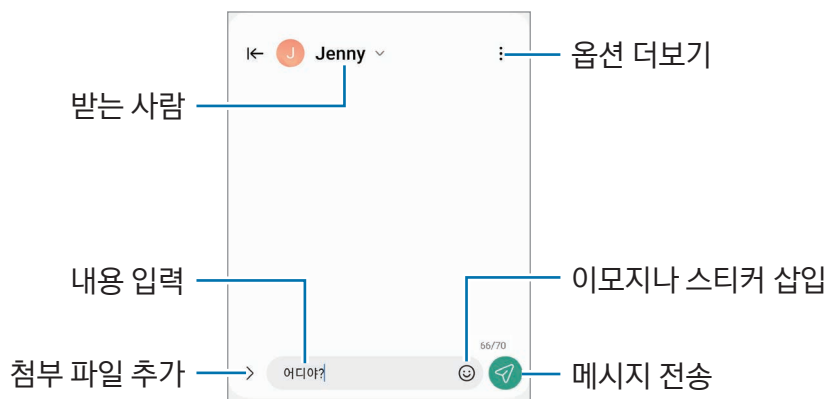 J Jenny
옵션 더보기
받는 사람
내용 입력
이모지나 스티커 삽입
66/70
첨부 파일 추가
어디야?
메시지 전송